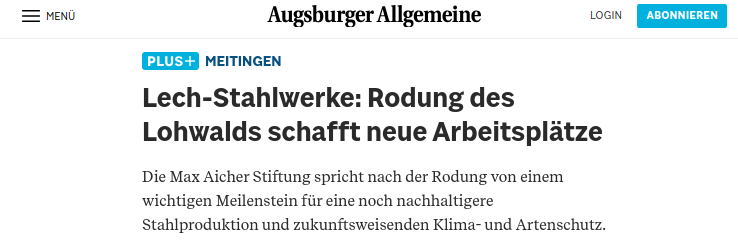 MENÜ
Augsburger Allgemeine
LOGIN
ABONNIEREN
PLUS+ MEITINGEN
Lech-Stahlwerke: Rodung des
Lohwalds schafft neue Arbeitsplätze
Die Max Aicher Stiftung spricht nach der Rodung von einem
wichtigen Meilenstein für eine noch nachhaltigere
Stahlproduktion und zukunftsweisenden Klima- und Artenschutz.